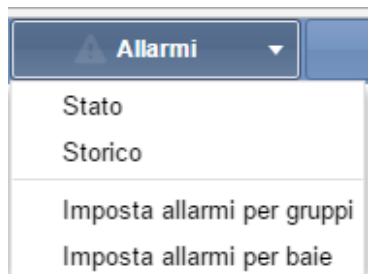 Allarmi
Stato
Storico
Imposta allarmi per gruppi
Imposta allarmi per baie